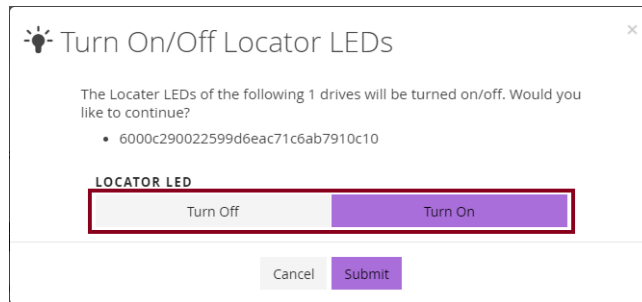 Turn On/Off Locator LEDs
×
The Locater LEDs of the following 1 drives will be turned on/off. Would you
like to continue?
• 6000c290022599d6eac71c6ab7910c10
LOCATOR LED
Turn Off Turn On
Cancel Submit